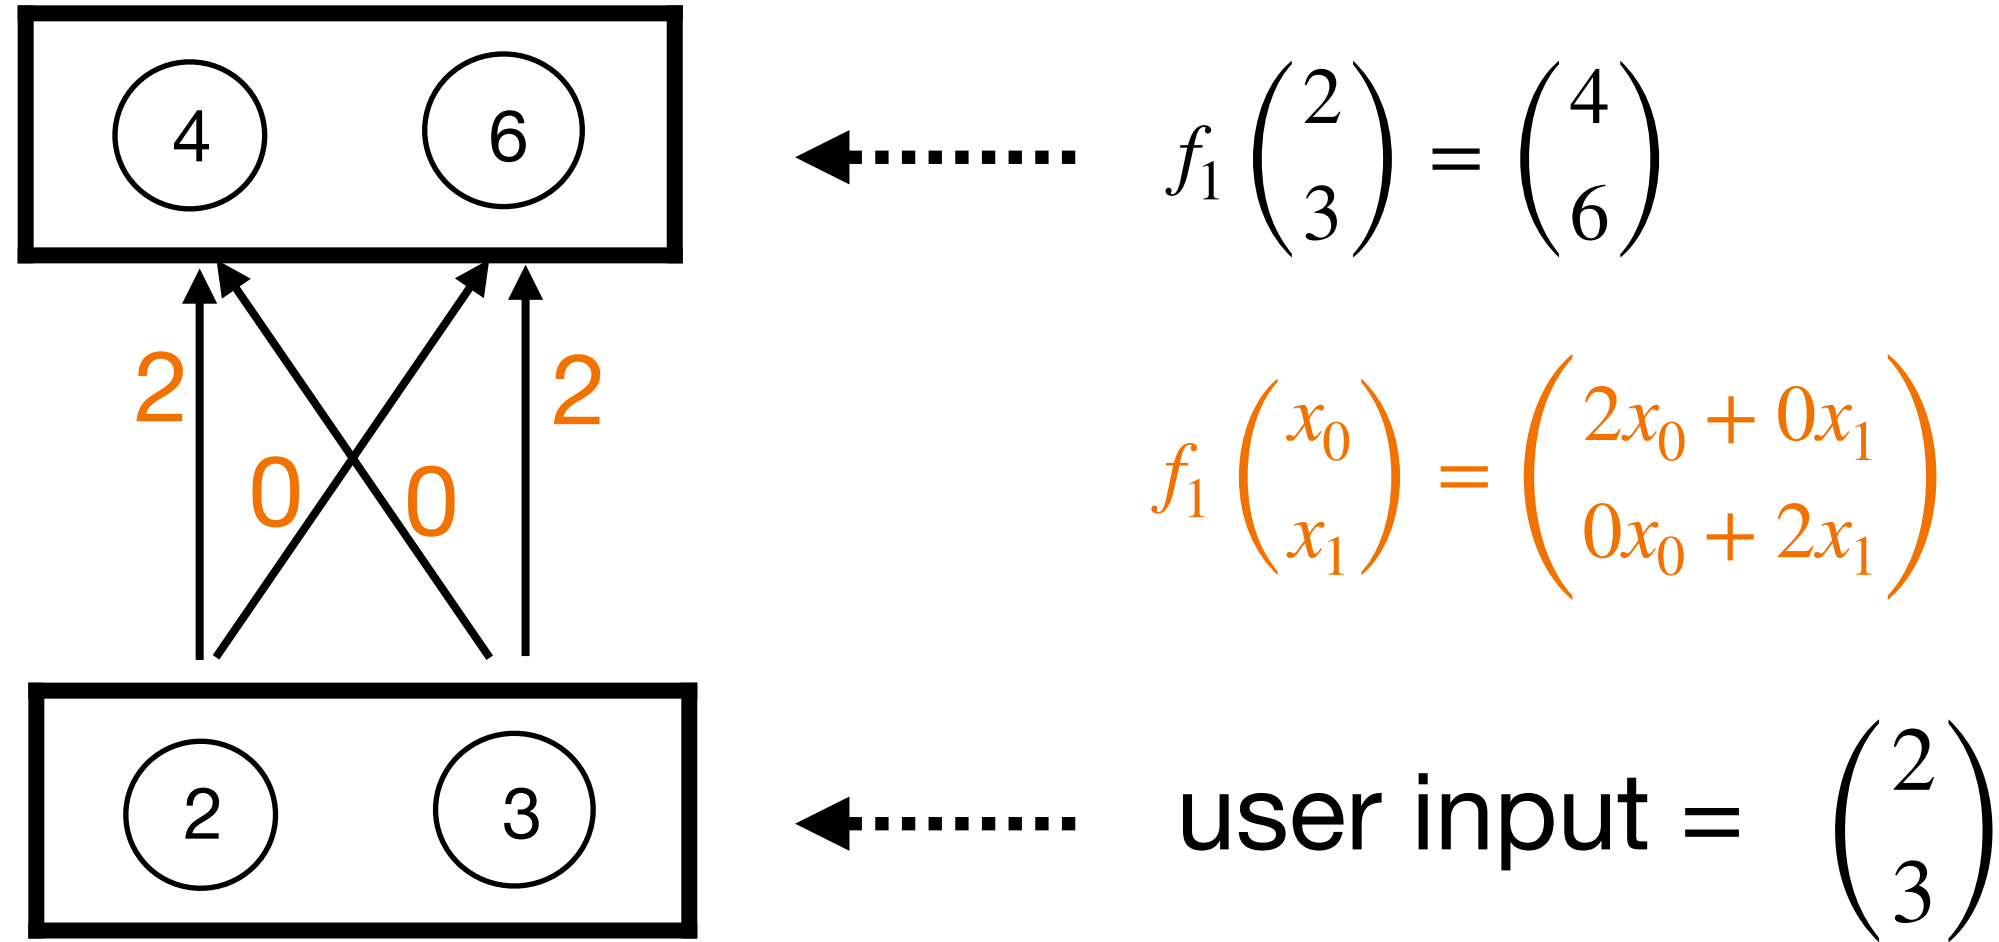 4 6 f₁ (2 3) = (4 6)
2 2
0 0
f₁ (x₀ x₁) = (2x₀ + 0x₁ 0x₀ + 2x₁)
2 3 user input = (2 3)